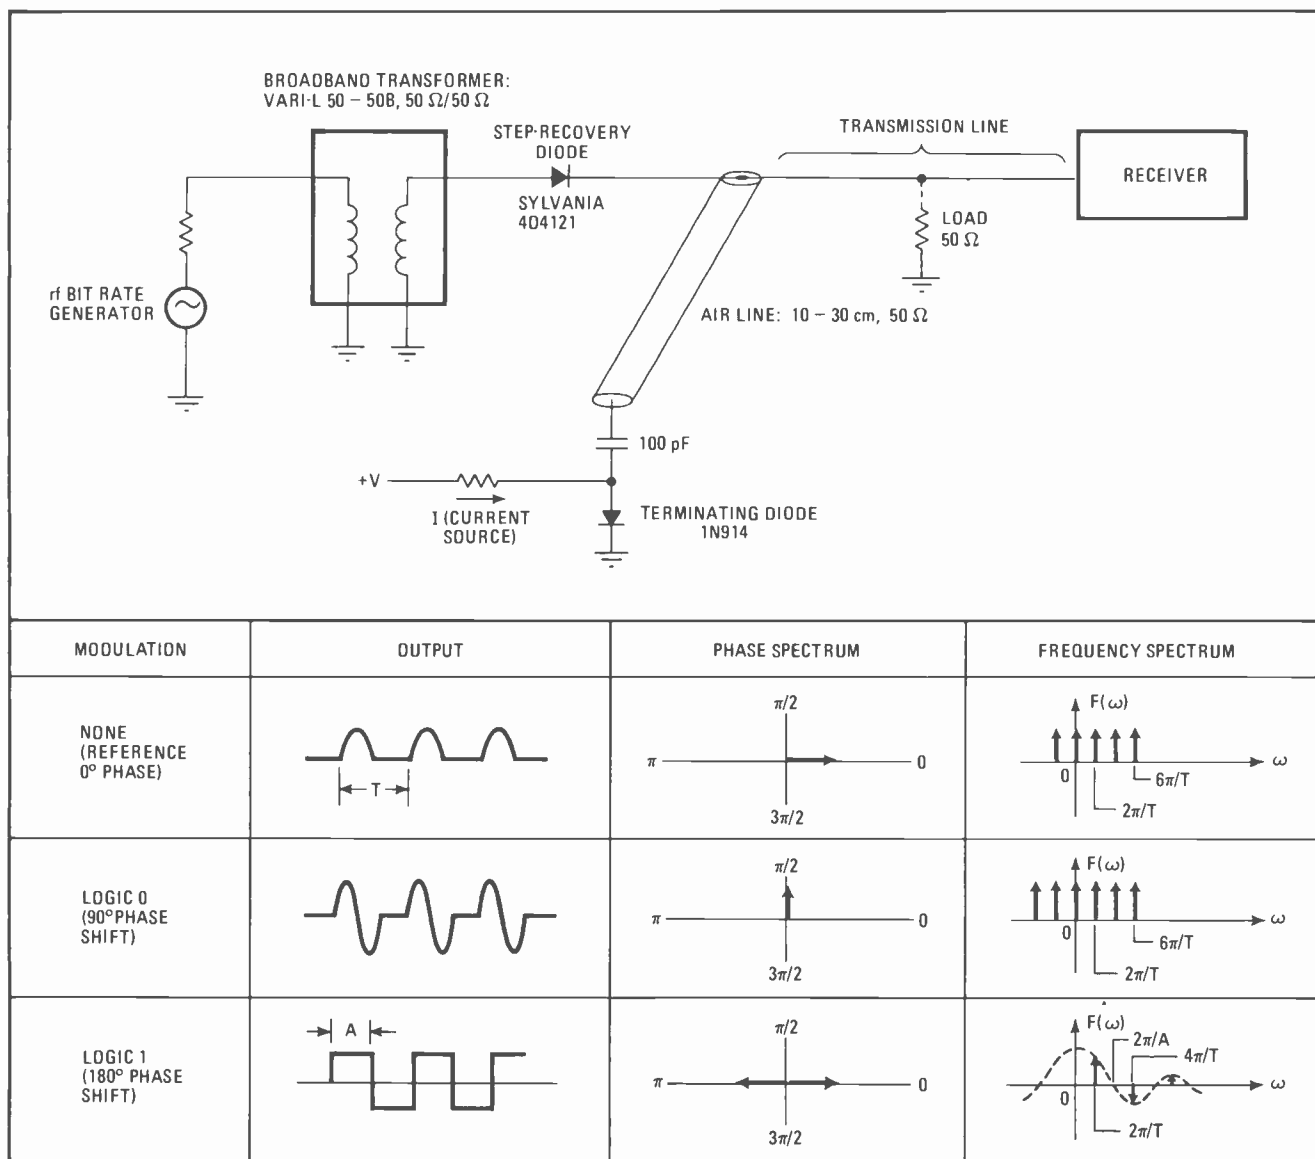 BROADBAND TRANSFORMER:
VARI-L 50 – 50B, 50 Ω/50 Ω
STEP-RECOVERY
DIODE
SYLVANIA
4D4121
TRANSMISSION LINE
RECEIVER
LOAD
50 Ω
rf BIT RATE
GENERATOR
AIR LINE: 10 – 30 cm, 50 Ω
100 pF
+V
I (CURRENT
SOURCE)
TERMINATING DIODE
1N914
MODULATION
OUTPUT
PHASE SPECTRUM
FREQUENCY SPECTRUM
NONE
(REFERENCE
0° PHASE)
T
π/2
π
0
3π/2
F(ω)
0
ω
6π/T
2π/T
LOGIC 0
(90° PHASE
SHIFT)
π/2
π
0
3π/2
F(ω)
0
ω
6π/T
2π/T
LOGIC 1
(180° PHASE
SHIFT)
A
π/2
π
0
3π/2
F(ω)
2π/A
4π/T
0
ω
2π/T